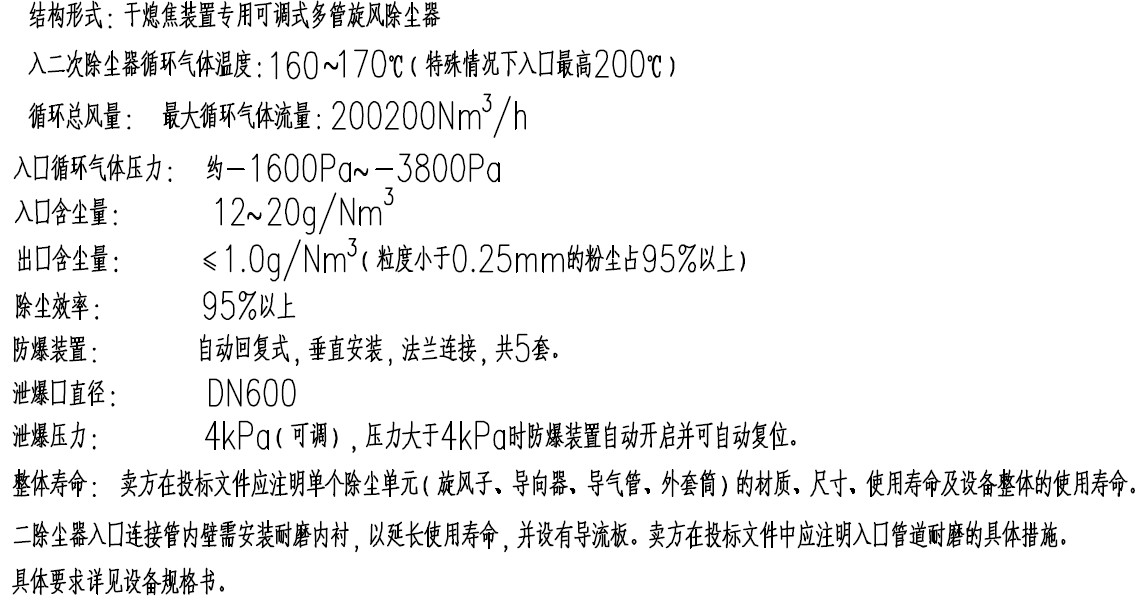 结构形式：干熄焦装置专用可调式多管旋风除尘器
入二次除尘器循环气体温度：160~170℃（特殊情况下入口最高200℃）
循环总风量： 最大循环气体流量：200200Nm³/h
入口循环气体压力： 约-1600Pa~-3800Pa
入口含尘量： 12~20g/Nm³
出口含尘量： ≤1.0g/Nm³（粒度小于0.25mm的粉尘占95%以上）
除尘效率： 95%以上
防爆装置： 自动回复式，垂直安装，法兰连接，共5套。
泄爆口直径： DN600
泄爆压力： 4kPa（可调），压力大于4kPa时防爆装置自动开启并可自动复位。
整体寿命： 卖方在投标文件应注明单个除尘单元（旋风子、导向器、导气管、外套筒）的材质、尺寸、使用寿命及设备整体的使用寿命。
二除尘器入口连接管内壁需安装耐磨内衬，以延长使用寿命，并设有导流板。卖方在投标文件中应注明入口管道耐磨的具体措施。
具体要求详见设备规格书。